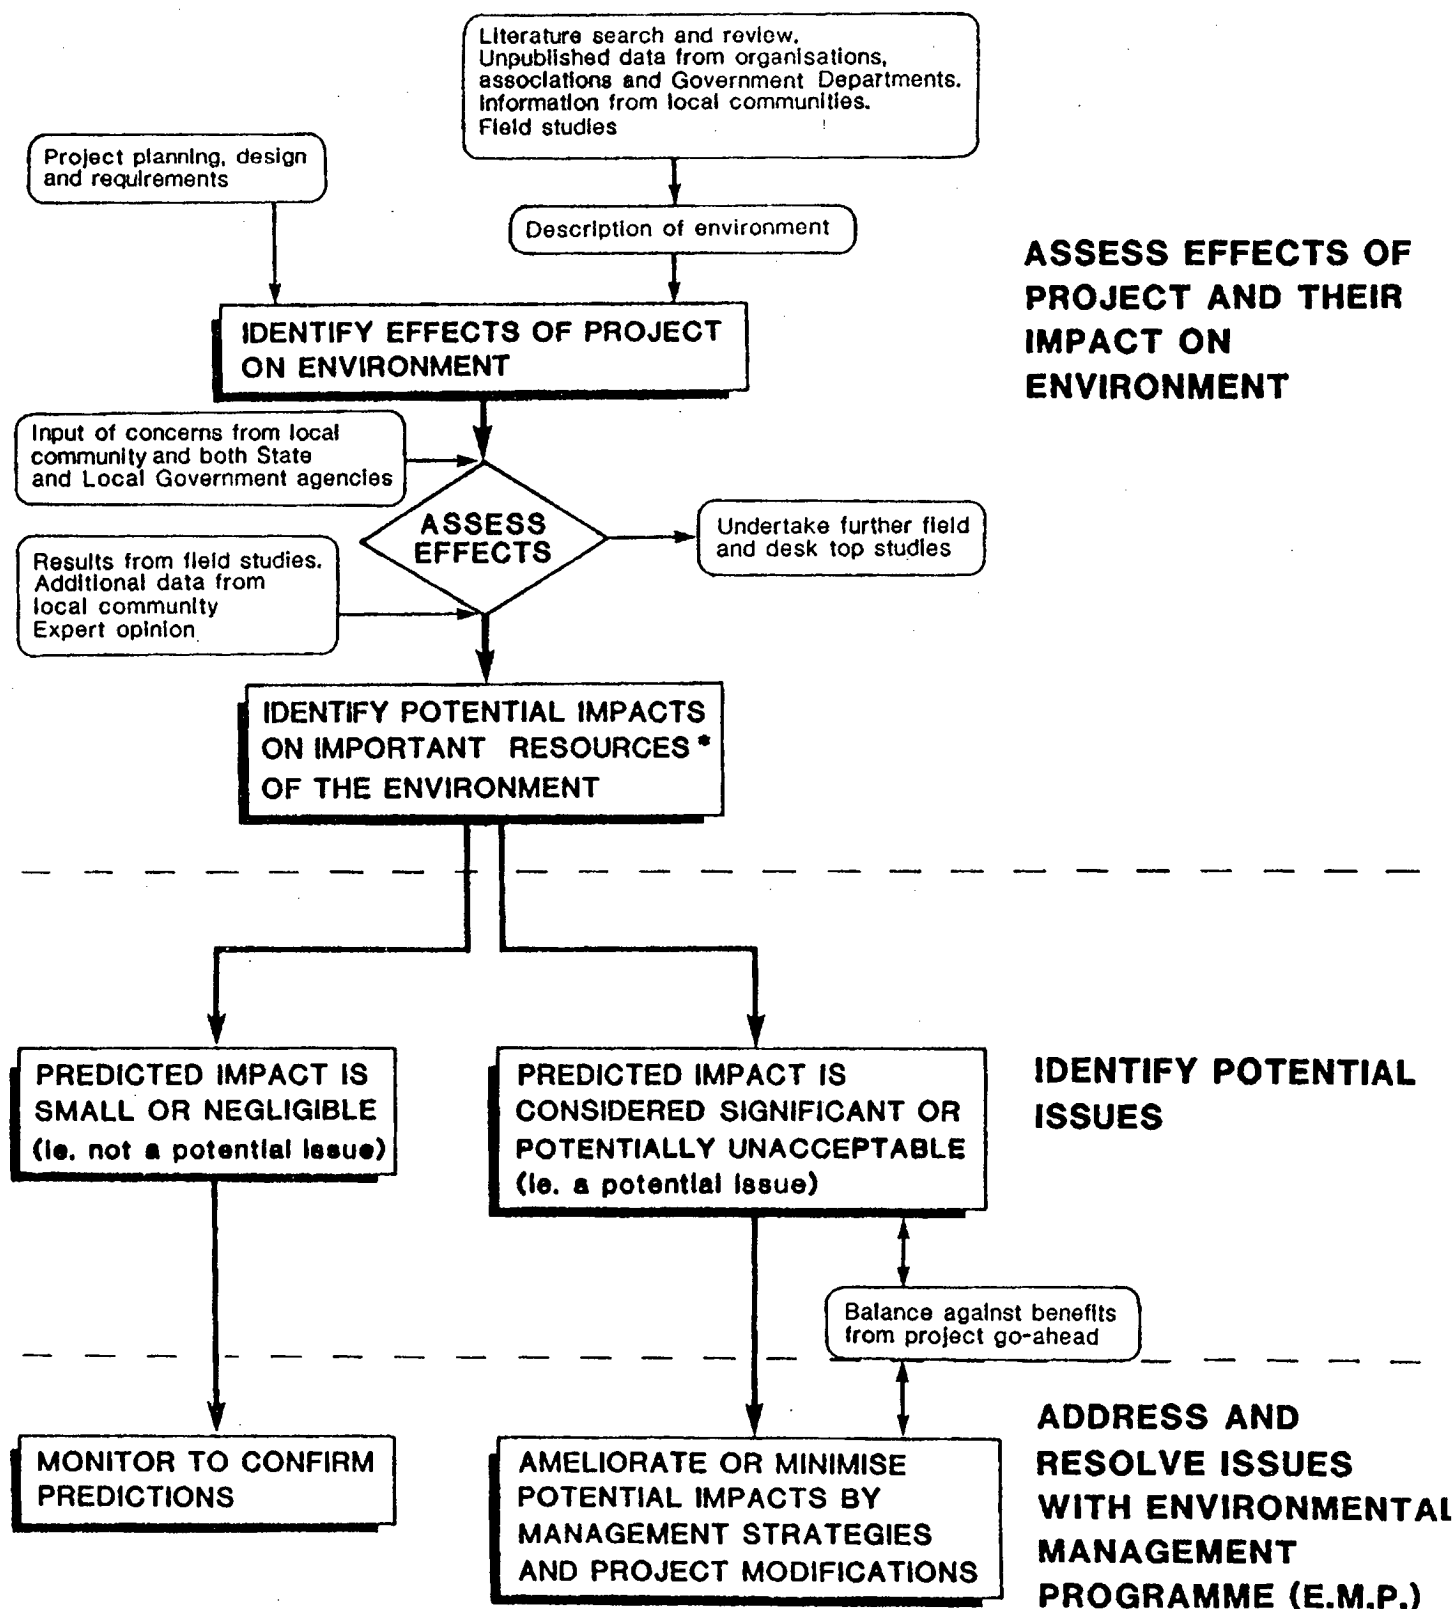 Literature search and review.
Unpublished data from organisations,
associations and Government Departments.
Information from local communities.
Field studies
Project planning, design
and requirements
Description of environment
ASSESS EFFECTS OF
PROJECT AND THEIR
IMPACT ON
ENVIRONMENT
IDENTIFY EFFECTS OF PROJECT
ON ENVIRONMENT
Input of concerns from local
community and both State
and Local Government agencies
ASSESS
EFFECTS
Undertake further field
and desk top studies
Results from field studies.
Additional data from
local community
Expert opinion
IDENTIFY POTENTIAL IMPACTS
ON IMPORTANT RESOURCES*
OF THE ENVIRONMENT
PREDICTED IMPACT IS
SMALL OR NEGLIGIBLE
(ie. not a potential issue)
PREDICTED IMPACT IS
CONSIDERED SIGNIFICANT OR
POTENTIALLY UNACCEPTABLE
(ie. a potential issue)
IDENTIFY POTENTIAL
ISSUES
Balance against benefits
from project go-ahead
MONITOR TO CONFIRM
PREDICTIONS
AMELIORATE OR MINIMISE
POTENTIAL IMPACTS BY
MANAGEMENT STRATEGIES
AND PROJECT MODIFICATIONS
ADDRESS AND
RESOLVE ISSUES
WITH ENVIRONMENTAL
MANAGEMENT
PROGRAMME (E.M.P.)